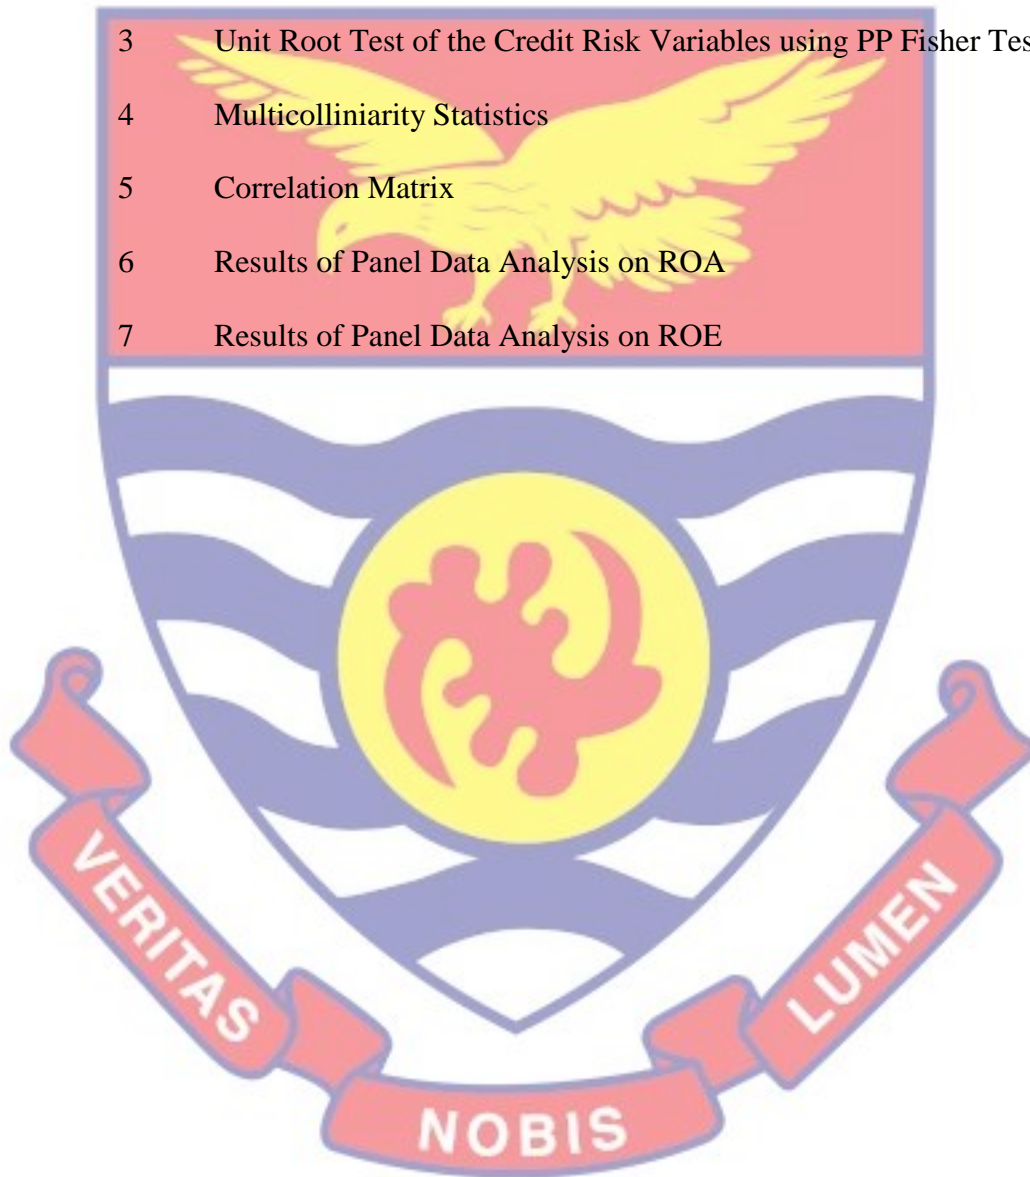 3 Unit Root Test of the Credit Risk Variables using PP Fisher
4 Multicolliniarity Statistics
5 Correlation Matrix
6 Results of Panel Data Analysis on ROA
7 Results of Panel Data Analysis on ROE
VERITAS
NOBIS
LUMEN